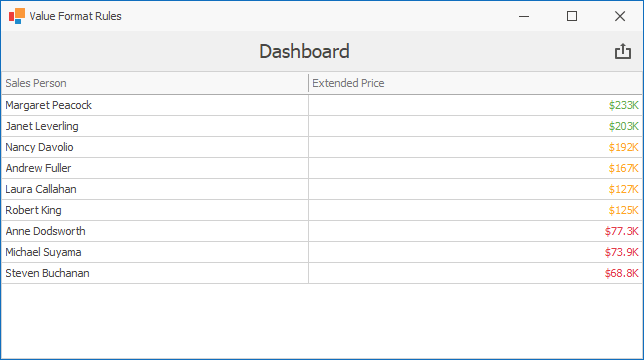 Value Format Rules
Dashboard
Sales Person Extended Price
Margaret Peacock $233K
Janet Leverling $203K
Nancy Davolio $192K
Andrew Fuller $167K
Laura Callahan $127K
Robert King $125K
Anne Dodsworth $77.3K
Michael Suyama $73.9K
Steven Buchanan $68.8K